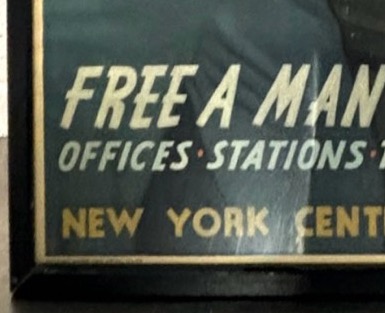 FREE A MAN
OFFICES · STATIONS ·
NEW YORK CENT